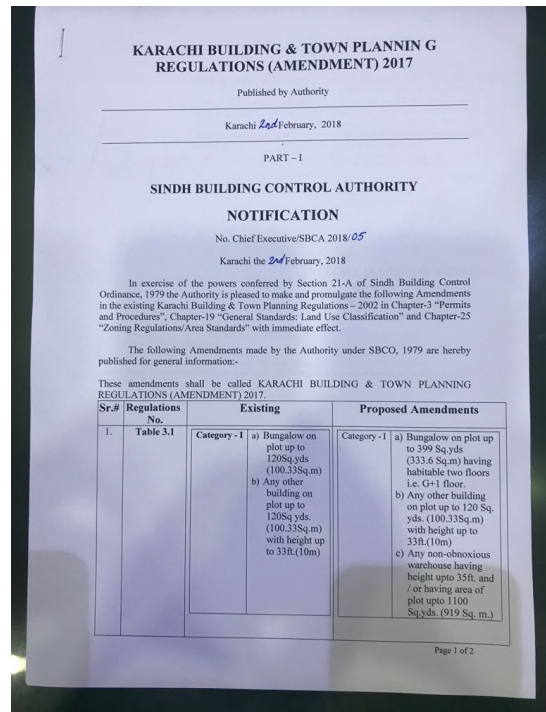 KARACHI BUILDING & TOWN PLANNIN G
REGULATIONS (AMENDMENT) 2017
Published by Authority
Karachi 2nd February, 2018
PART – I
SINDH BUILDING CONTROL AUTHORITY
NOTIFICATION
No. Chief Executive/SBCA 2018/05
Karachi the 2nd February, 2018
In exercise of the powers conferred by Section 21-A of Sindh Building Control
Ordinance, 1979 the Authority is pleased to make and promulgate the following Amendments
in the existing Karachi Building & Town Planning Regulations – 2002 in Chapter-3 “Permits
and Procedures”, Chapter-19 “General Standards: Land Use Classification” and Chapter-25
“Zoning Regulations/Area Standards” with immediate effect.
The following Amendments made by the Authority under SBCO, 1979 are hereby
published for general information:-
These amendments shall be called KARACHI BUILDING & TOWN PLANNING
REGULATIONS (AMENDMENT) 2017.
Sr.# Regulations No. Existing Proposed Amendments
1. Table 3.1
Category - I
a) Bungalow on
plot up to
120Sq.yds
(100.33Sq.m)
b) Any other
building on
plot up to
120Sq yds.
(100.33Sq.m)
with height up
to 33ft.(10m)
Category - I
a) Bungalow on plot up
to 399 Sq.yds
(333.6 Sq.m) having
habitable two floors
i.e. G+1 floor.
b) Any other building
on plot up to 120 Sq.
yds. (100.33Sq.m)
with height up to
33ft.(10m)
c) Any non-obnoxious
warehouse having
height upto 35ft. and
/ or having area of
plot upto 1100
Sq.yds. (919 Sq. m.)
Page 1 of 2